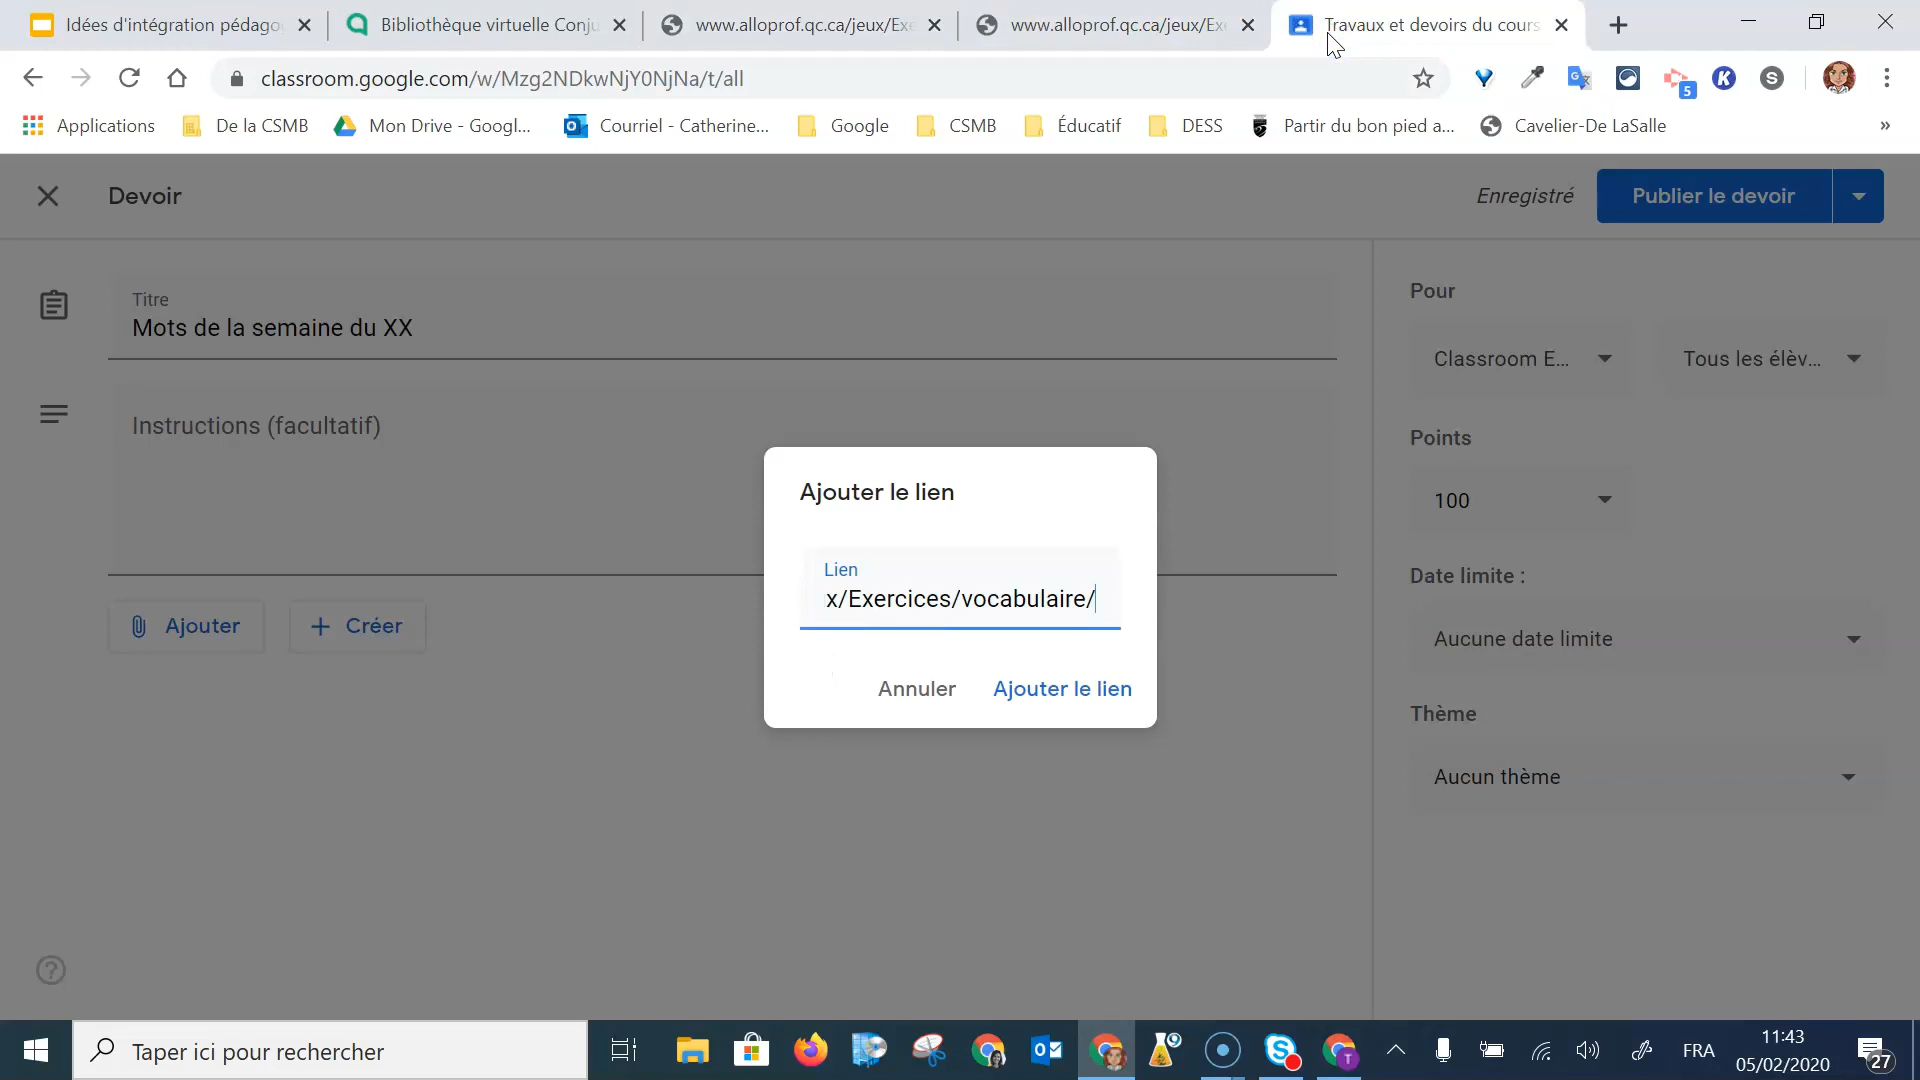 Idées d'intégration pédago
Bibliothèque virtuelle Conju
www.alloprof.qc.ca/jeux/Exe
www.alloprof.qc.ca/jeux/Exe
Travaux et devoirs du cours
classroom.google.com/w/Mzg2NDkwNjY0NjNa/t/all
5
Applications
De la CSMB
Mon Drive - Googl...
Courriel - Catherine...
Google
CSMB
Éducatif
DESS
Partir du bon pied a...
Cavelier-De LaSalle
»
Devoir
Enregistré
Publier le devoir
Titre
Mots de la semaine du XX
Instructions (facultatif)
Ajouter
Créer
Pour
Classroom E...
Tous les élèv...
Points
100
Date limite :
Aucune date limite
Thème
Aucun thème
Ajouter le lien
Lien
x/Exercices/vocabulaire/
Annuler
Ajouter le lien
Taper ici pour rechercher
FRA
11:43
05/02/2020
27